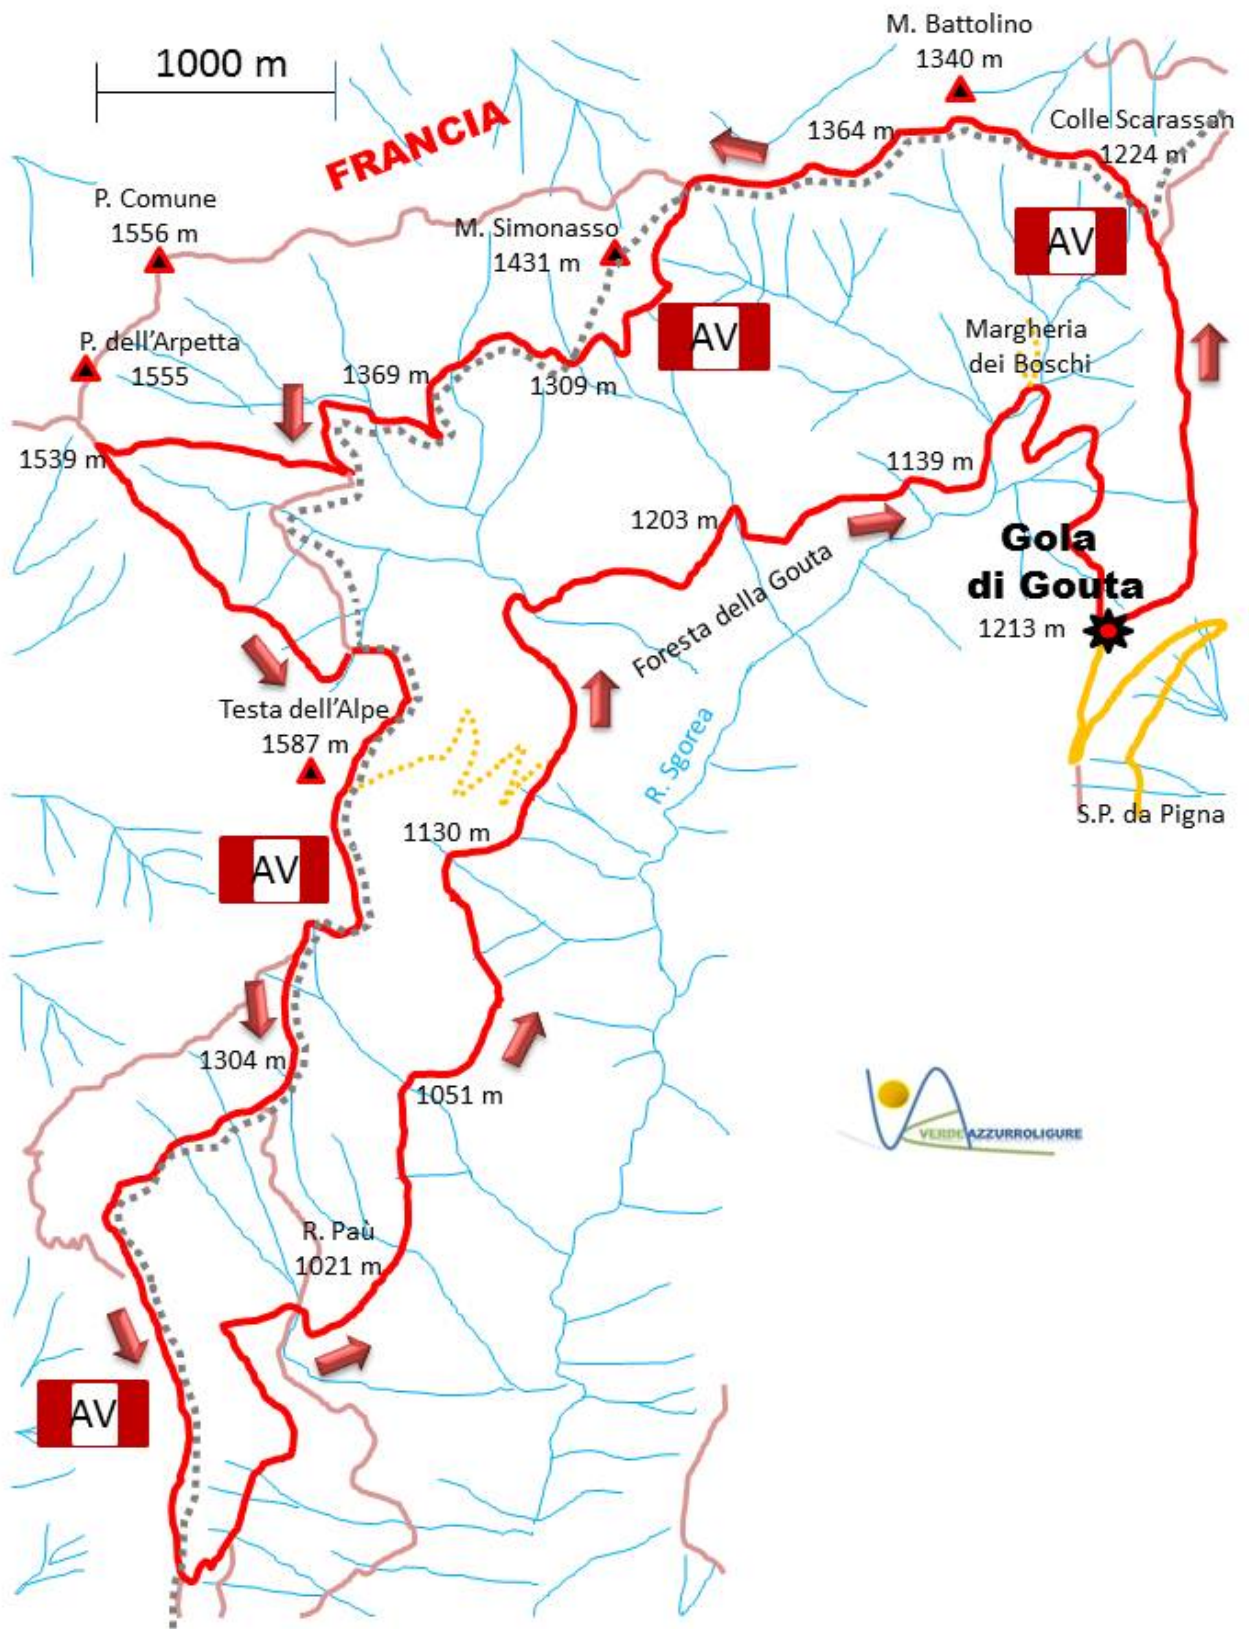 M. Battolino
1340 m
1000 m
FRANCIA
1364 m
Colle Scarassan
1224 m
P. Comune
1556 m
M. Simonasso
1431 m
AV
AV
P. dell'Arpetta
1555
1369 m
1309 m
Margheria
dei Boschi
1539 m
1139 m
1203 m
Gola
di Gouta
1213 m
Foresta della Gouta
Testa dell'Alpe
1587 m
R. Sgorea
S.P. da Pigna
1130 m
AV
1304 m
1051 m
VERDEAZZURROLIGURE
R. Paù
1021 m
AV